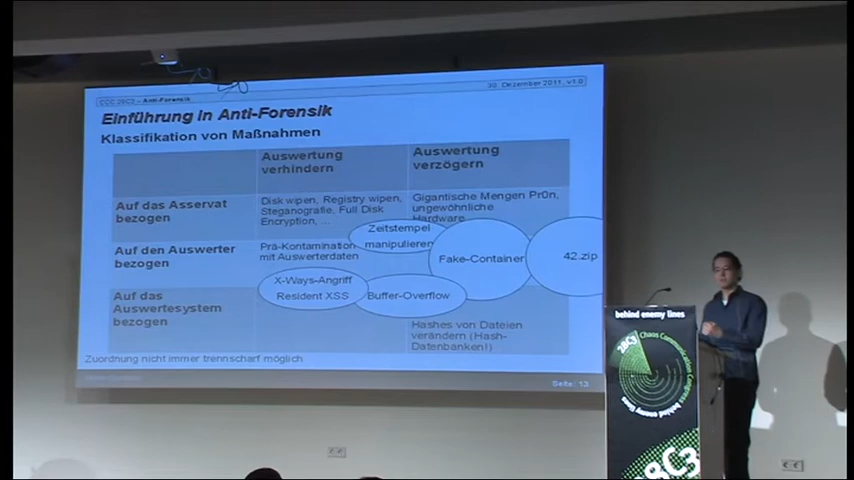 CCC 28C3 – Anti-Forensik
30. Dezember 2011, v1.0
Einführung in Anti-Forensik
Klassifikation von Maßnahmen
Auswertung verhindern
Auswertung verzögern
Auf das Asservat bezogen
Disk wipen, Registry wipen,
Steganografie, Full Disk
Encryption, ...
Gigantische Mengen Pr0n,
ungewöhnliche
Hardware,
Auf den Auswerter bezogen
Prä-Kontamination
mit Auswerterdaten
Zeitstempel
manipulieren
Fake-Container
42.zip
X-Ways-Angriff
Resident XSS
Buffer-Overflow
Auf das
Auswertesystem
bezogen
Hashes von Dateien
verändern (Hash-
Datenbanken!)
Zuordnung nicht immer trennscharf möglich
Seite: 13
behind enemy lines
28C3
Chaos Communication Congress
behind enemy lines
28C3